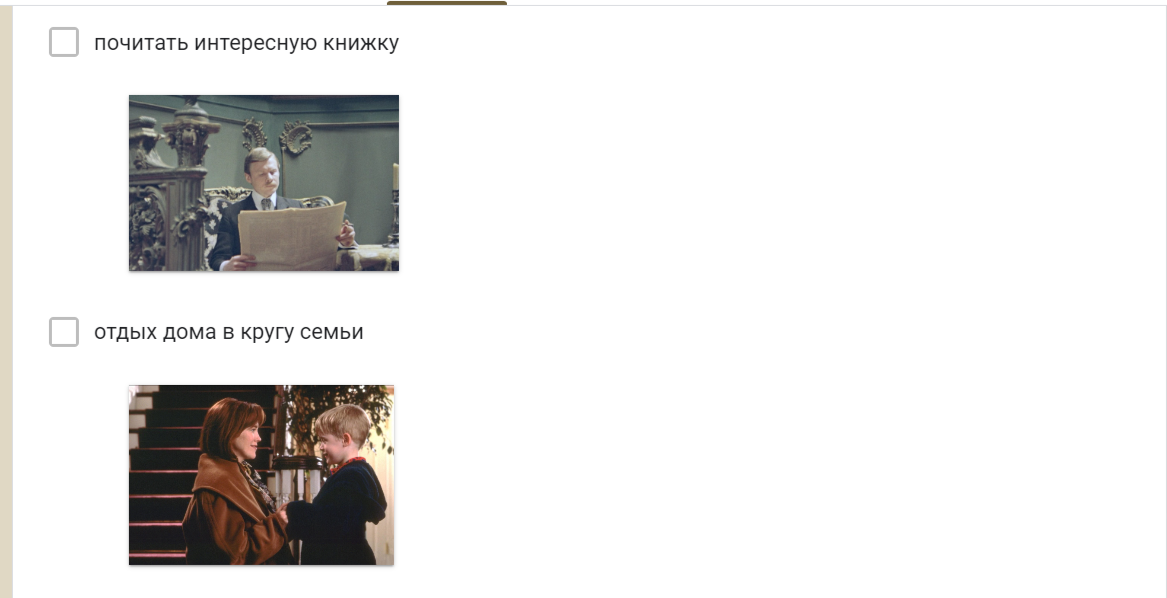 почитать интересную книжку
отдых дома в кругу семьи